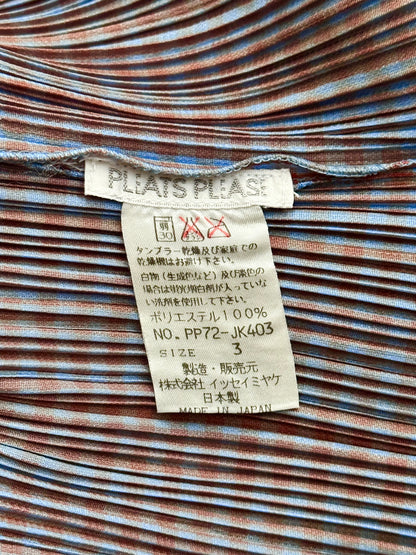 PLEATS PLEASE
弱
30
タンブラー乾燥及び家庭での
乾燥機はお避け下さい。
白物(生成色など)及び淡色の
場合は蛍光増白剤が入っていな
い洗剤を使用して下さい。
ポリエステル100%
NO. PP72-JK403
SIZE 3
製造・販売元
株式会社 イッセイミヤケ
日本製
MADE IN JAPAN